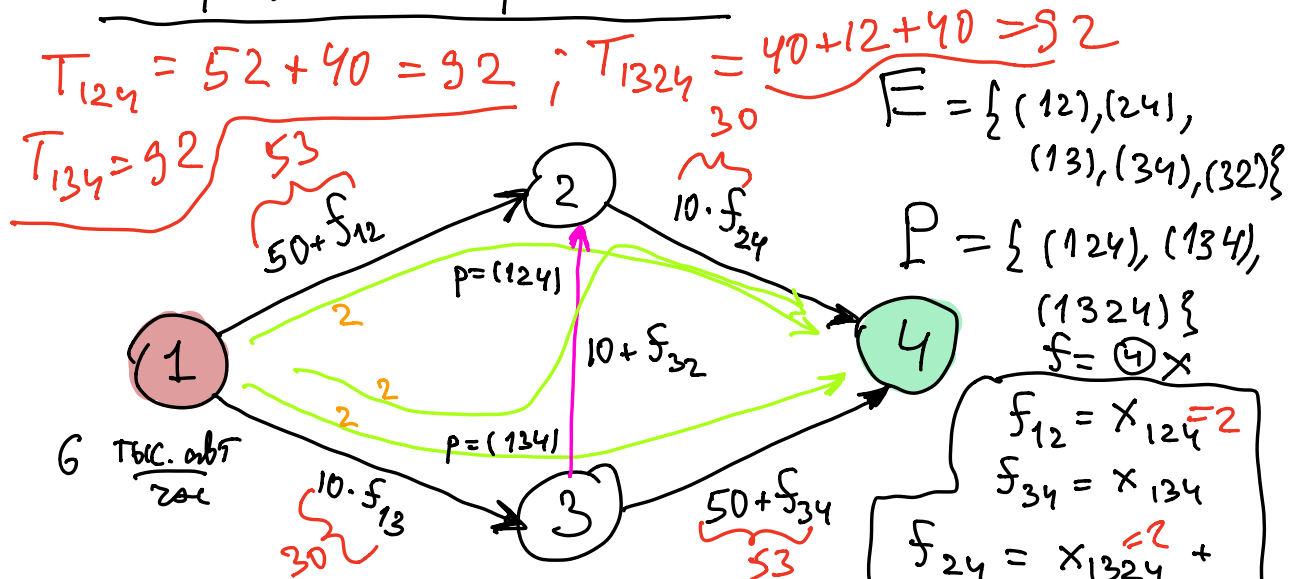 T₁₂₄ = 52 + 40 = 92 ; T₁₃₂₄ = 40+12+40 = 92
T₁₃₄ = 92
53
30
E = { (12),(24),
(13),(34),(32)}
50+f₁₂
2
10·f₂₄
P = { (124), (134),
(1324) }
p=(124)
2
10 + f₃₂
1
4
f = ④ x
2
2
f₁₂ = x₁₂₄ =2
6 тыс. авт
час
p=(134)
f₃₄ = x₁₃₄
10·f₁₃
3
50+f₃₄
30
53
f₂₄ = x₁₃₂₄ +
=2